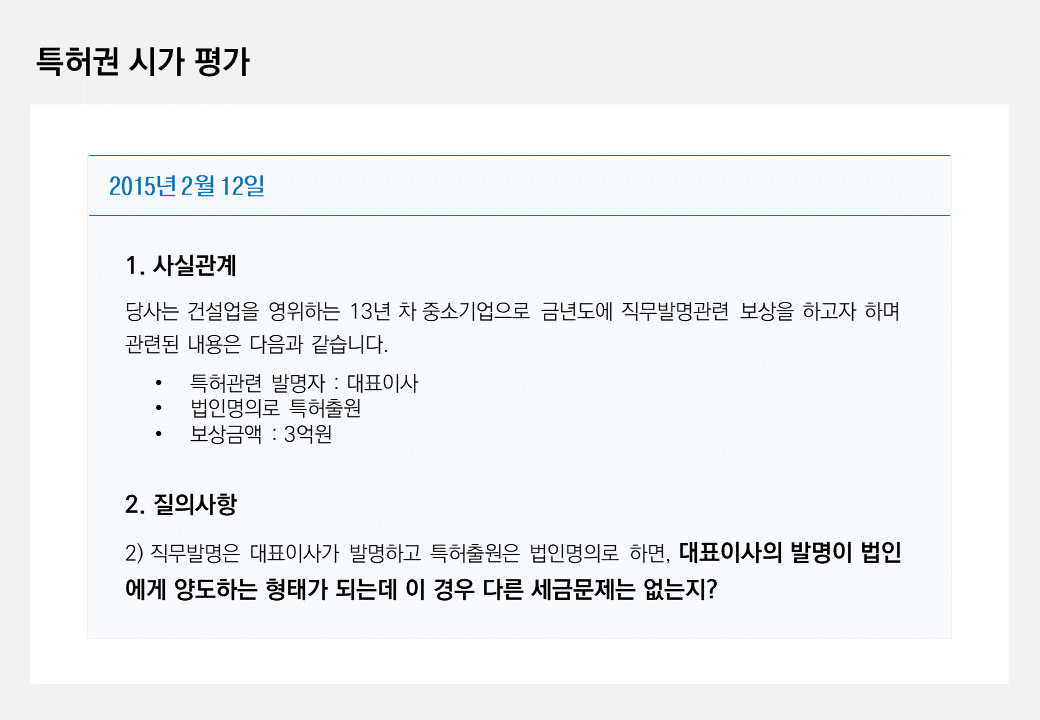 특허권 시가 평가
2015년 2월 12일
1. 사실관계
당사는 건설업을 영위하는 13년 차 중소기업으로 금년도에 직무발명관련 보상을 하고자 하며
관련된 내용은 다음과 같습니다.
• 특허관련 발명자 : 대표이사
• 법인명의로 특허출원
• 보상금액 : 3억원
2. 질의사항
2) 직무발명은 대표이사가 발명하고 특허출원은 법인명의로 하면, 대표이사의 발명이 법인
에게 양도하는 형태가 되는데 이 경우 다른 세금문제는 없는지?